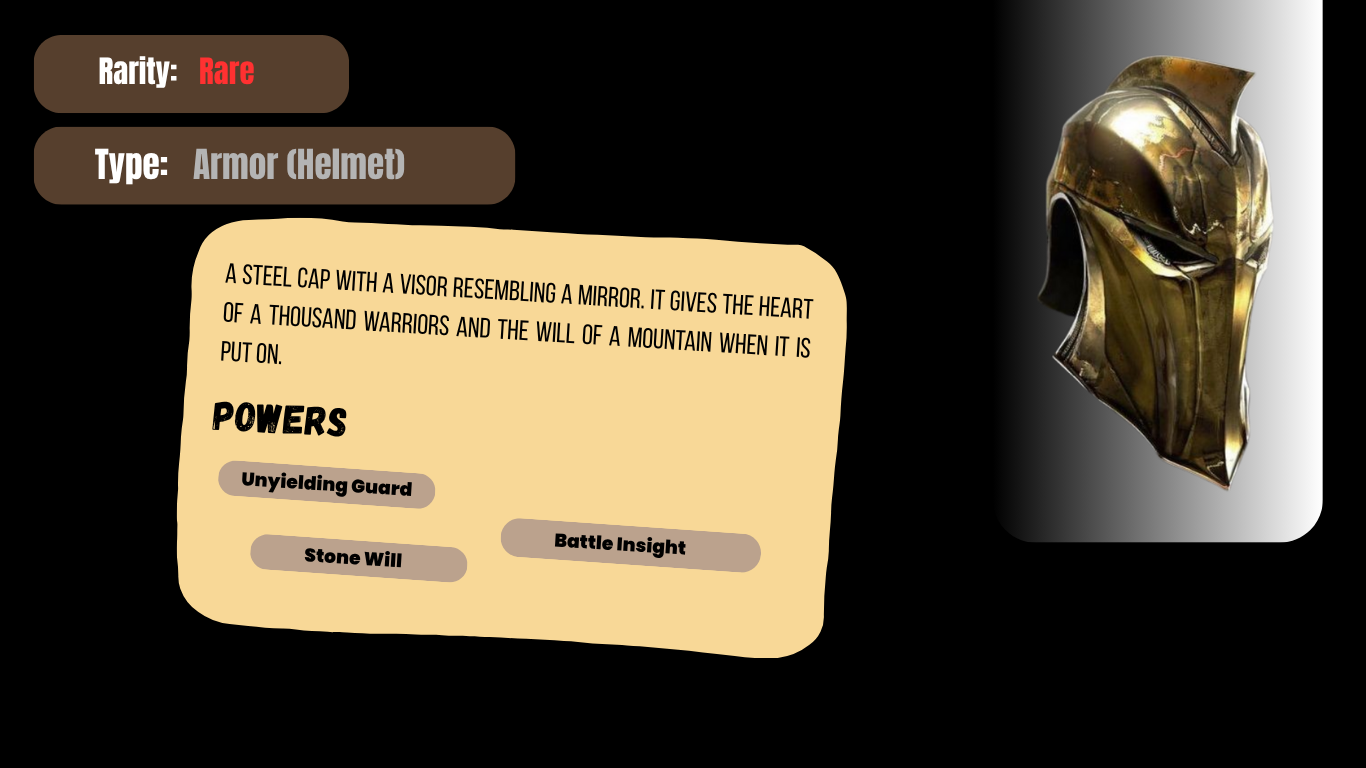 Rarity: Rare
Type: Armor (Helmet)
A STEEL CAP WITH A VISOR RESEMBLING A MIRROR. IT GIVES THE HEART
OF A THOUSAND WARRIORS AND THE WILL OF A MOUNTAIN WHEN IT IS
PUT ON.
POWERS
Unyielding Guard
Battle Insight
Stone Will